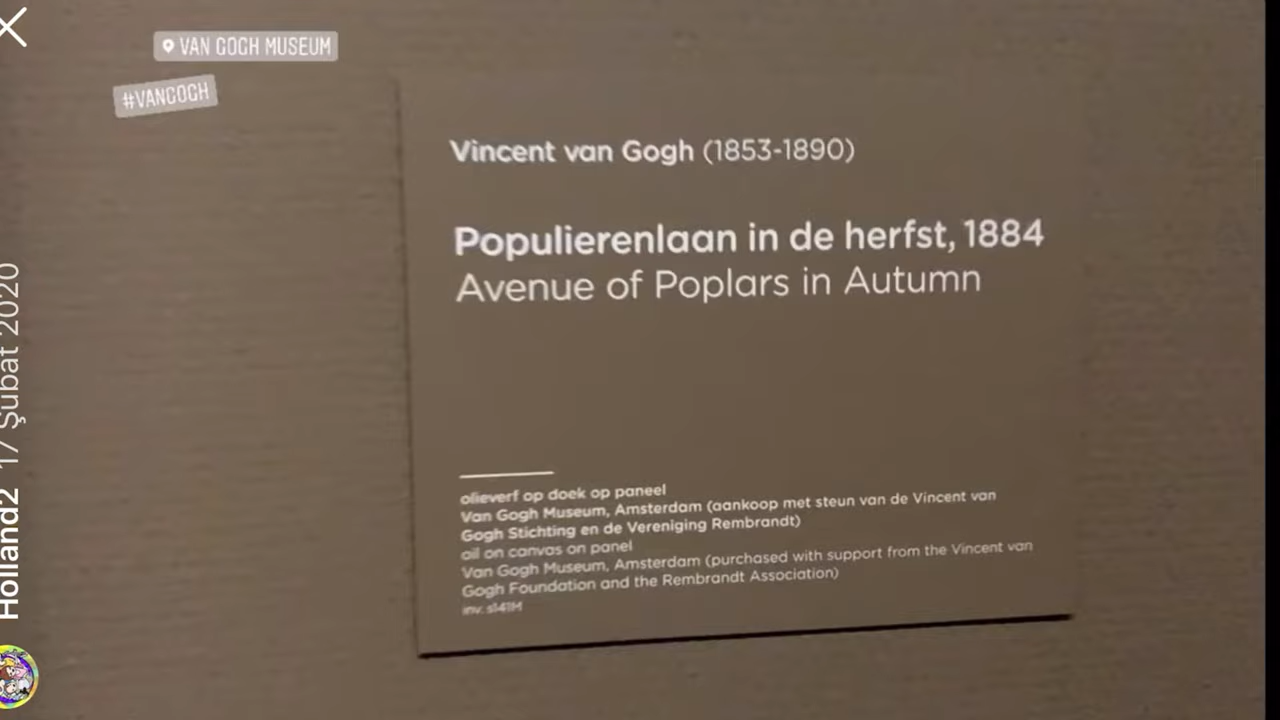 VAN GOGH MUSEUM
#VANGOGH
Vincent van Gogh (1853-1890)
Populierenlaan in de herfst, 1884
Avenue of Poplars in Autumn
olieverf op doek op paneel
Van Gogh Museum, Amsterdam (aankoop met steun van de Vincent van
Gogh Stichting en de Vereniging Rembrandt)
oil on canvas on panel
Van Gogh Museum, Amsterdam (purchased with support from the Vincent van
Gogh Foundation and the Rembrandt Association)
inv. s141M
Holland2 17 Şubat 2020